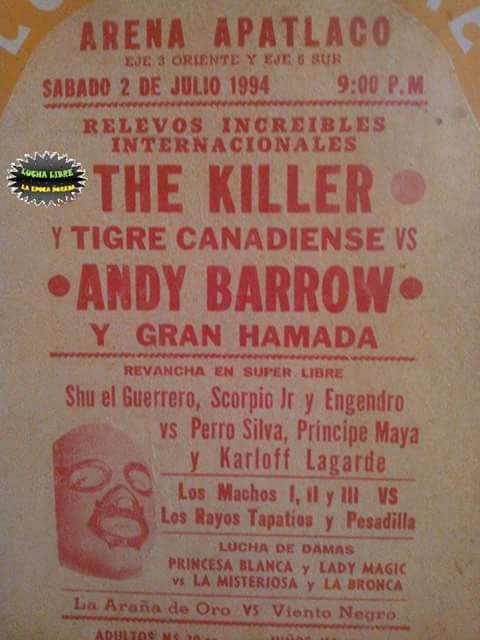 ARENA APATLACO
EJE 3 ORIENTE Y EJE 6 SUR
SABADO 2 DE JULIO 1994 9:00 P.M
RELEVOS INCREIBLES
INTERNACIONALES
LUCHA LIBRE
THE KILLER
Y TIGRE CANADIENSE VS
ANDY BARROW
Y GRAN HAMADA
REVANCHA EN SUPER LIBRE
Shu el Guerrero, Scorpio Jr y Engendro
vs Perro Silva, Principe Maya
y Karloff Lagarde
Los Machos I, II y III VS
Los Rayos Tapatios y Pesadilla
LUCHA DE DAMAS
PRINCESA BLANCA y LADY MAGIC
vs LA MISTERIOSA y LA BRONCA
La Araña de Oro VS Viento Negro
ADULTOS